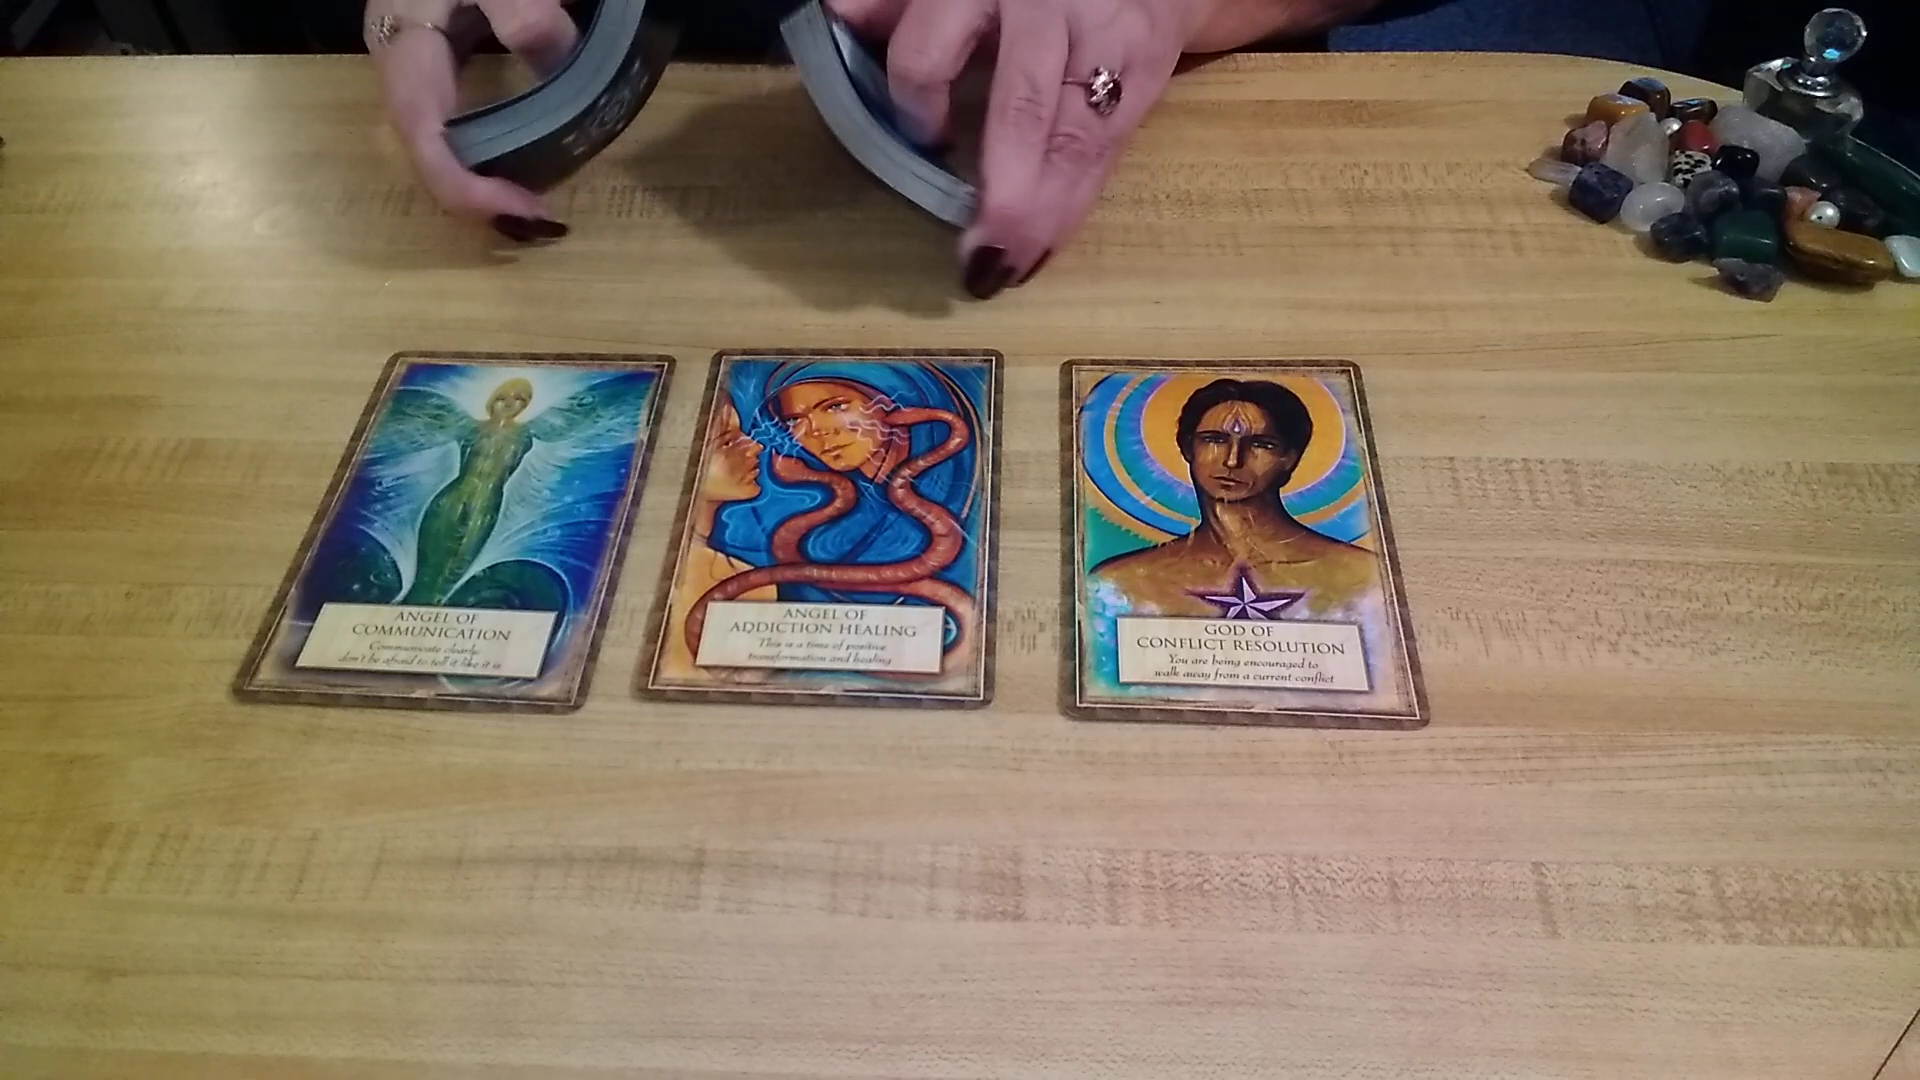 ANGEL OF
COMMUNICATION
Communicate clearly:
don't be afraid to tell it like it is
ANGEL OF
ADDICTION HEALING
This is a time of positive
transformation and healing
GOD OF
CONFLICT RESOLUTION
You are being encouraged to
walk away from a current conflict